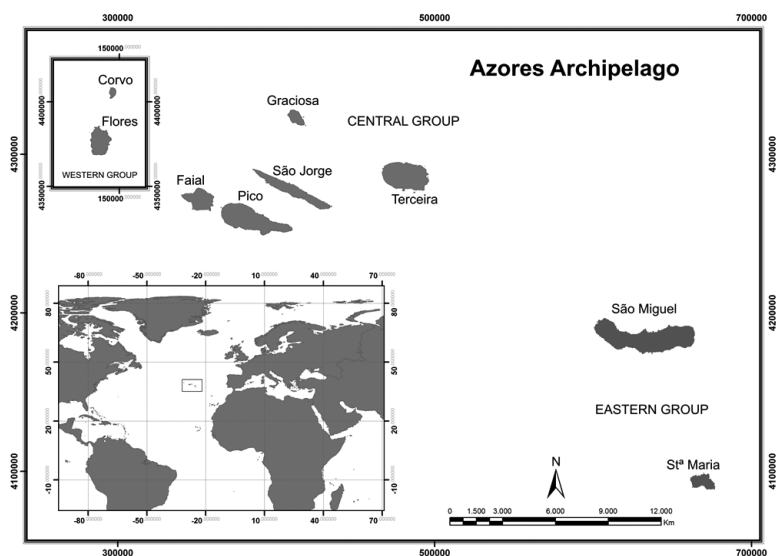 300000 500000 700000
Azores Archipelago
150000
Corvo
Flores
WESTERN GROUP
150000
4400000
4350000
4400000
4350000
Graciosa
CENTRAL GROUP
São Jorge
Faial
Pico
Terceira
4300000
4200000
4100000
4300000
4200000
4100000
-80 -50 -20 10 40 70
80
50
20
-10
80
50
20
-10
-80 -50 -20 10 40 70
São Miguel
EASTERN GROUP
Stª Maria
N
0 1.500 3.000 6.000 9.000 12.000
Km
300000 500000 700000